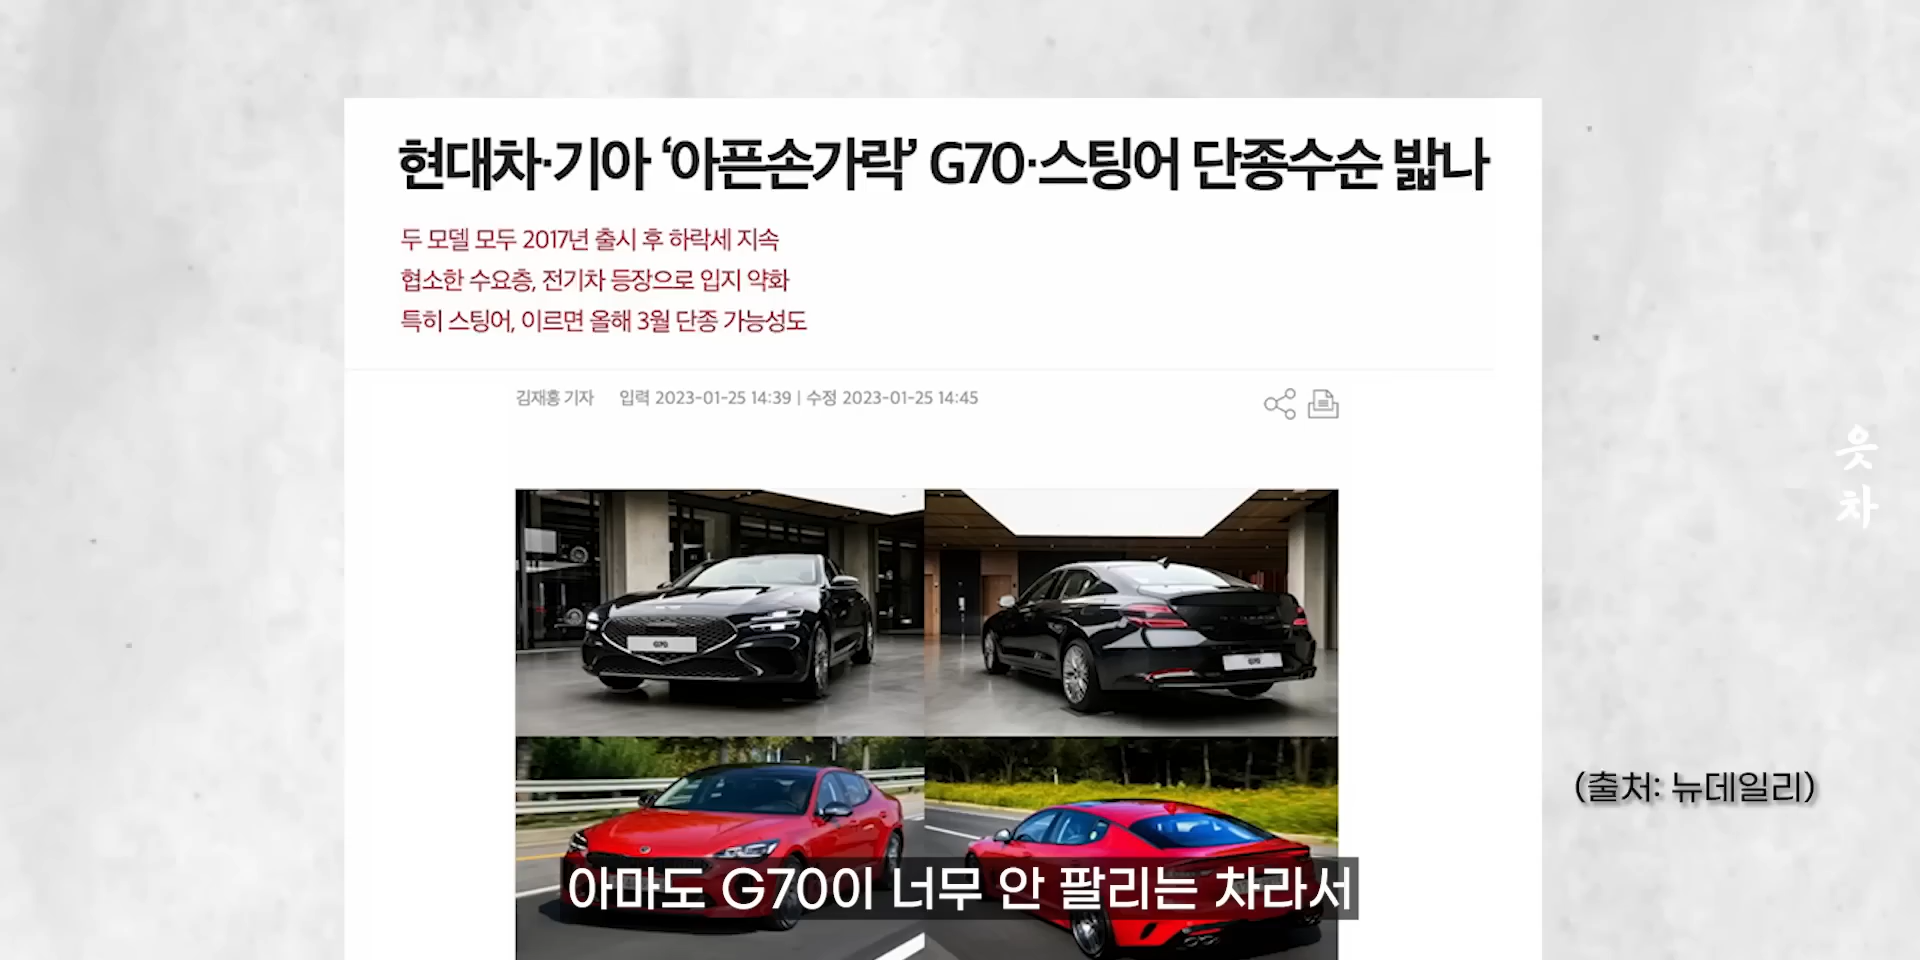 현대차·기아 ‘아픈손가락’ G70·스팅어 단종수순 밟나
두 모델 모두 2017년 출시 후 하락세 지속
협소한 수요층, 전기차 등장으로 입지 약화
특히 스팅어, 이르면 올해 3월 단종 가능성도
김재홍 기자 입력 2023-01-25 14:39 | 수정 2023-01-25 14:45
G70
G70
웃차
(출처: 뉴데일리)
아마도 G70이 너무 안 팔리는 차라서